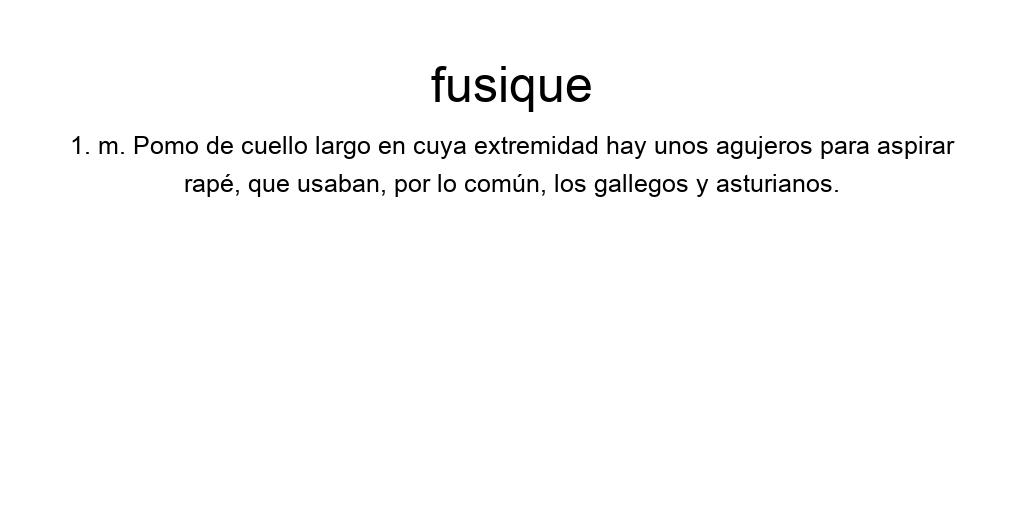 fusique
1. m. Pomo de cuello largo en cuya extremidad hay unos agujeros para aspirar
rapé, que usaban, por lo común, los gallegos y asturianos.